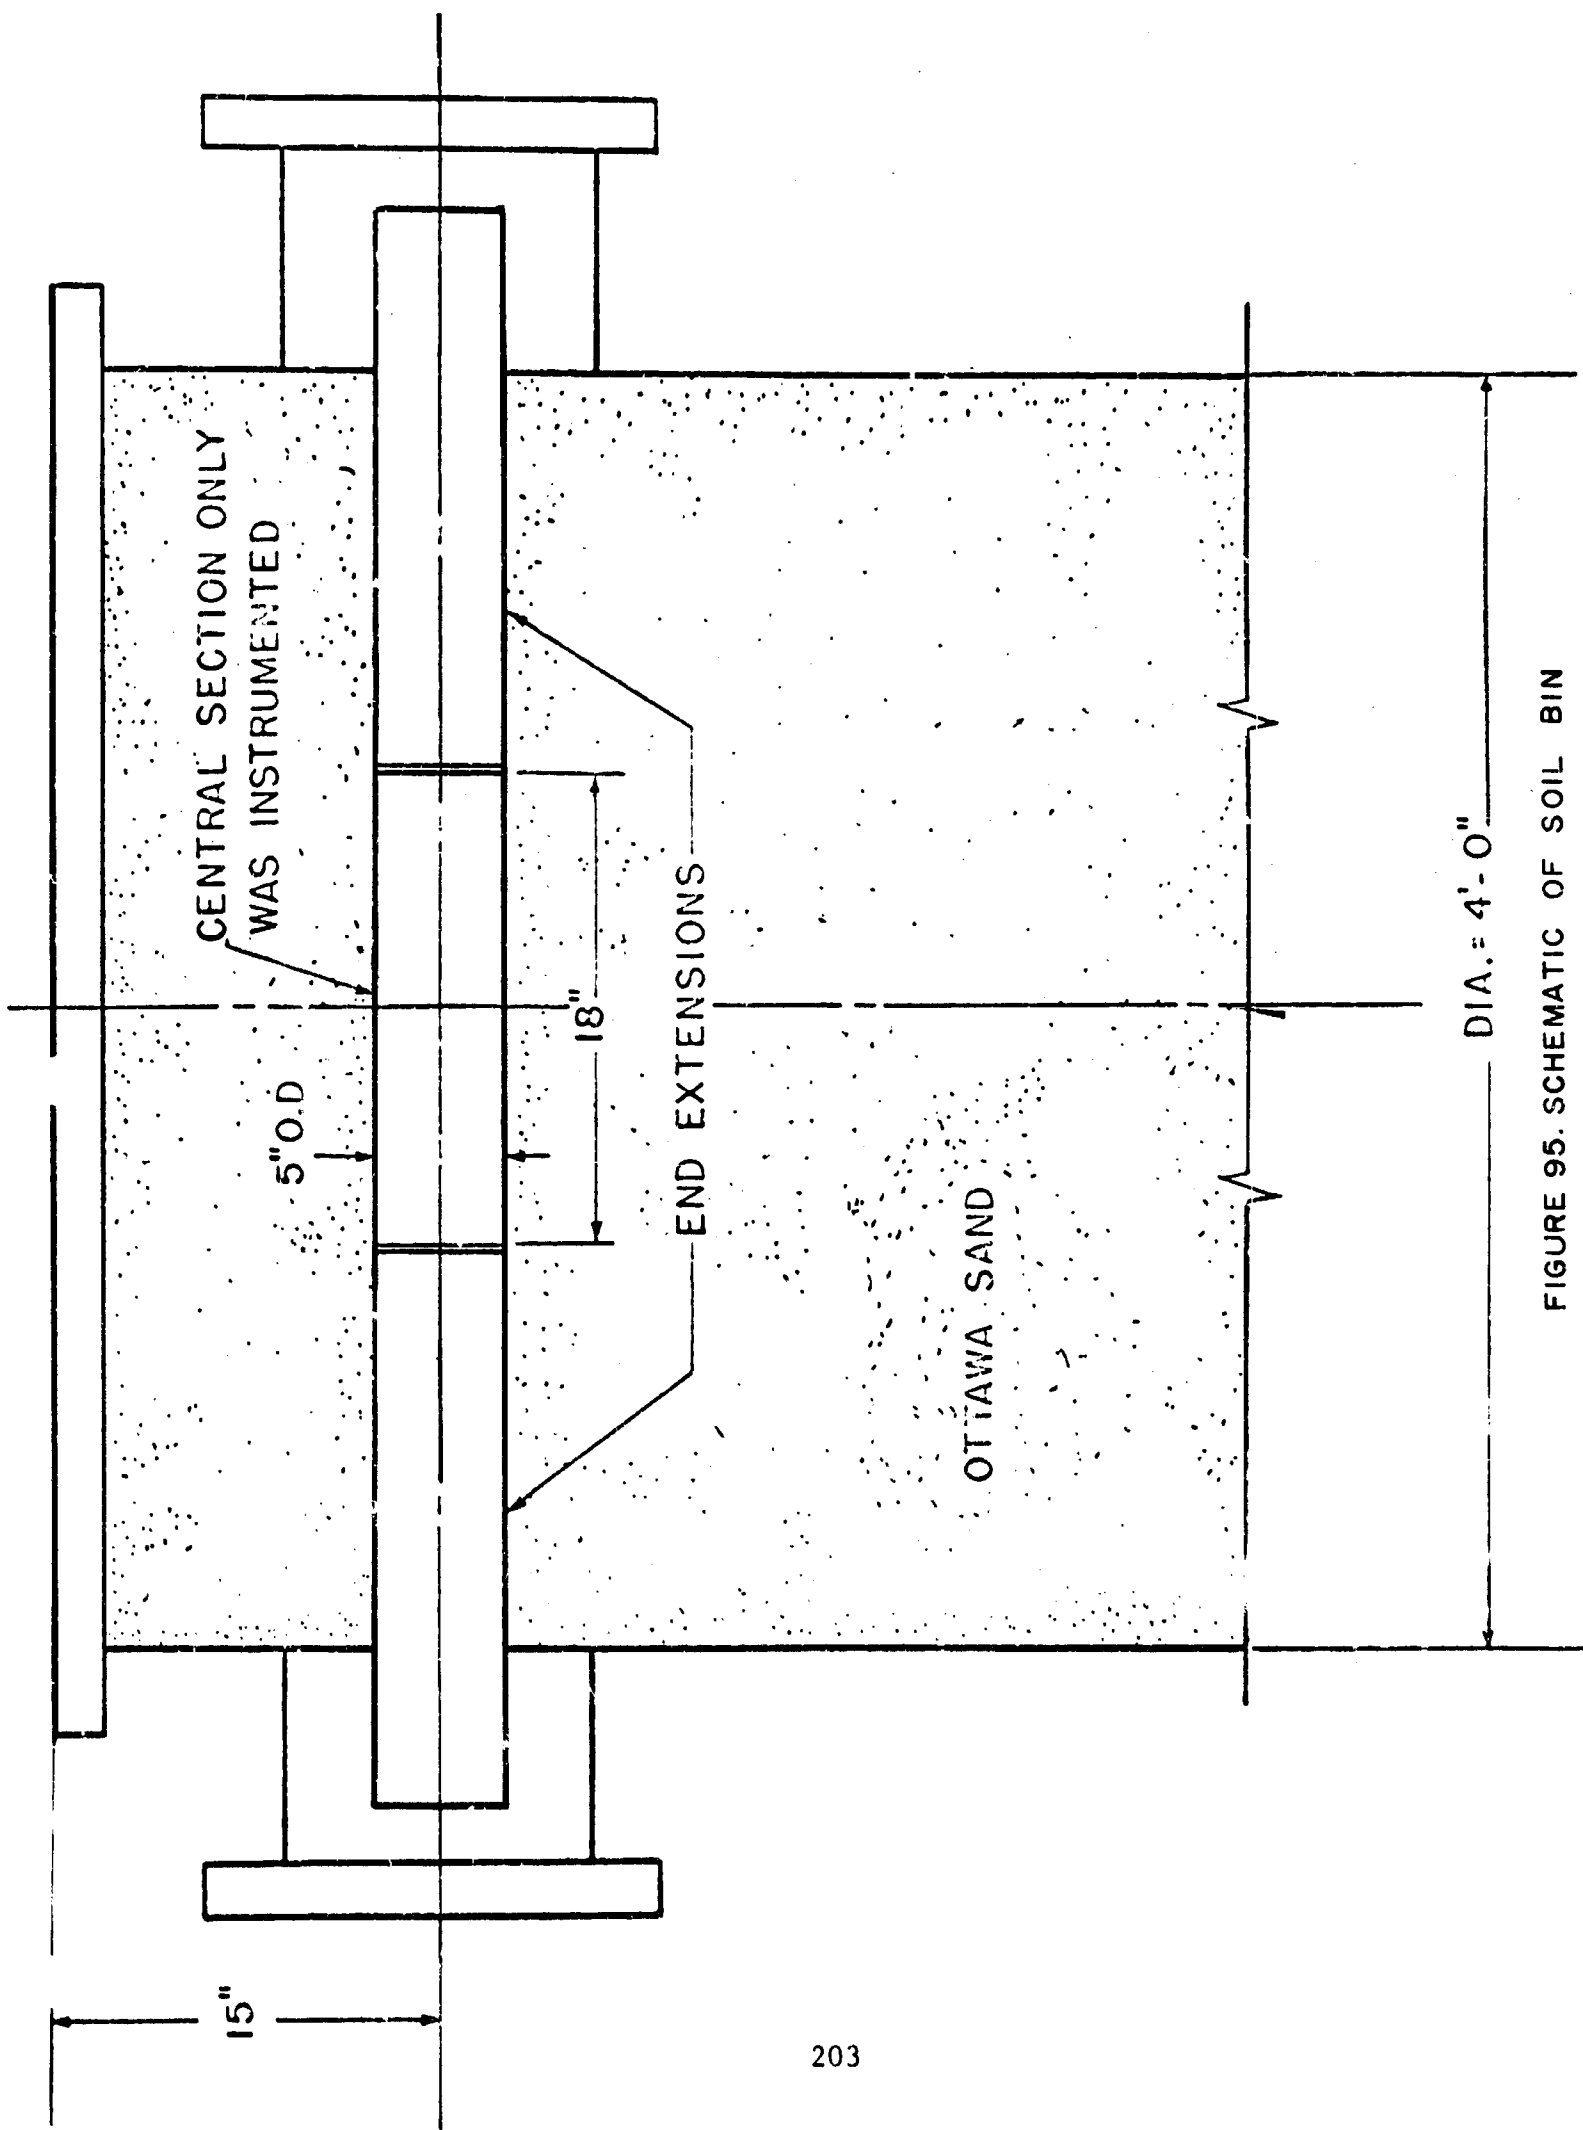 CENTRAL SECTION ONLY
WAS INSTRUMENTED
5" O.D
18"
END EXTENSIONS
OTTAWA SAND
15"
DIA. = 4'-0"
FIGURE 95. SCHEMATIC OF SOIL BIN
203